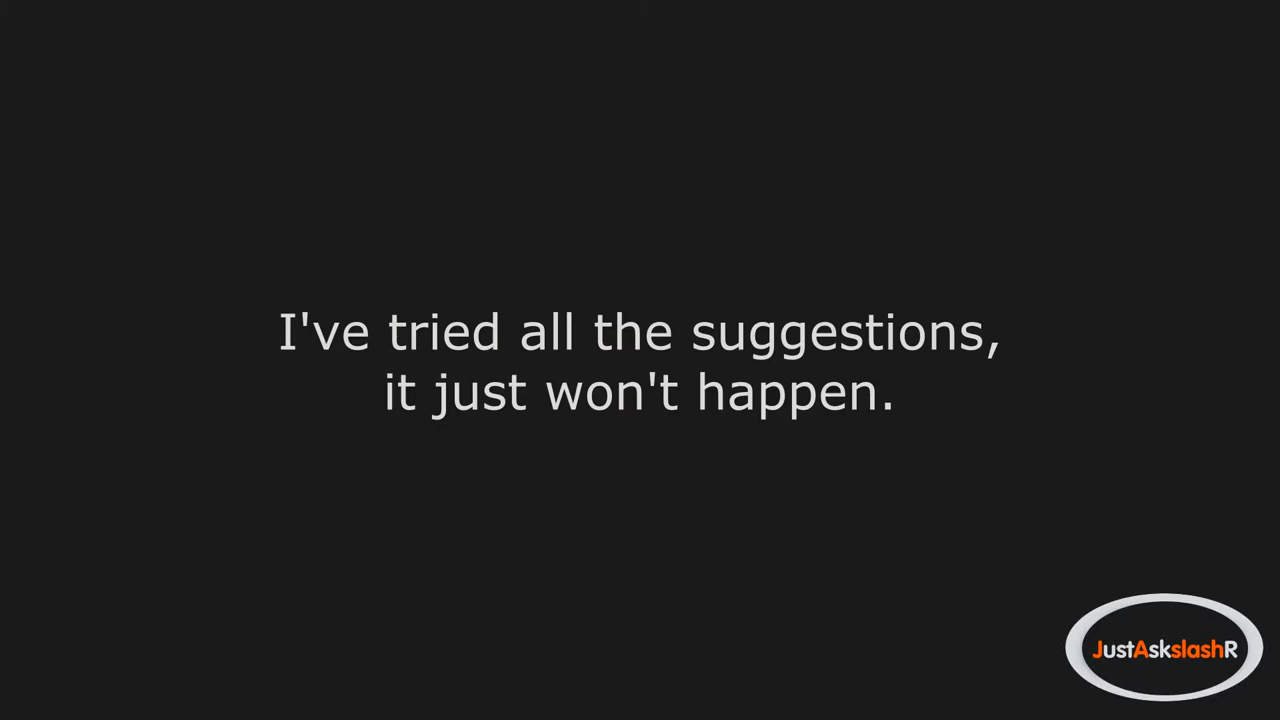 I've tried all the suggestions,
it just won't happen.
JustAskslashR